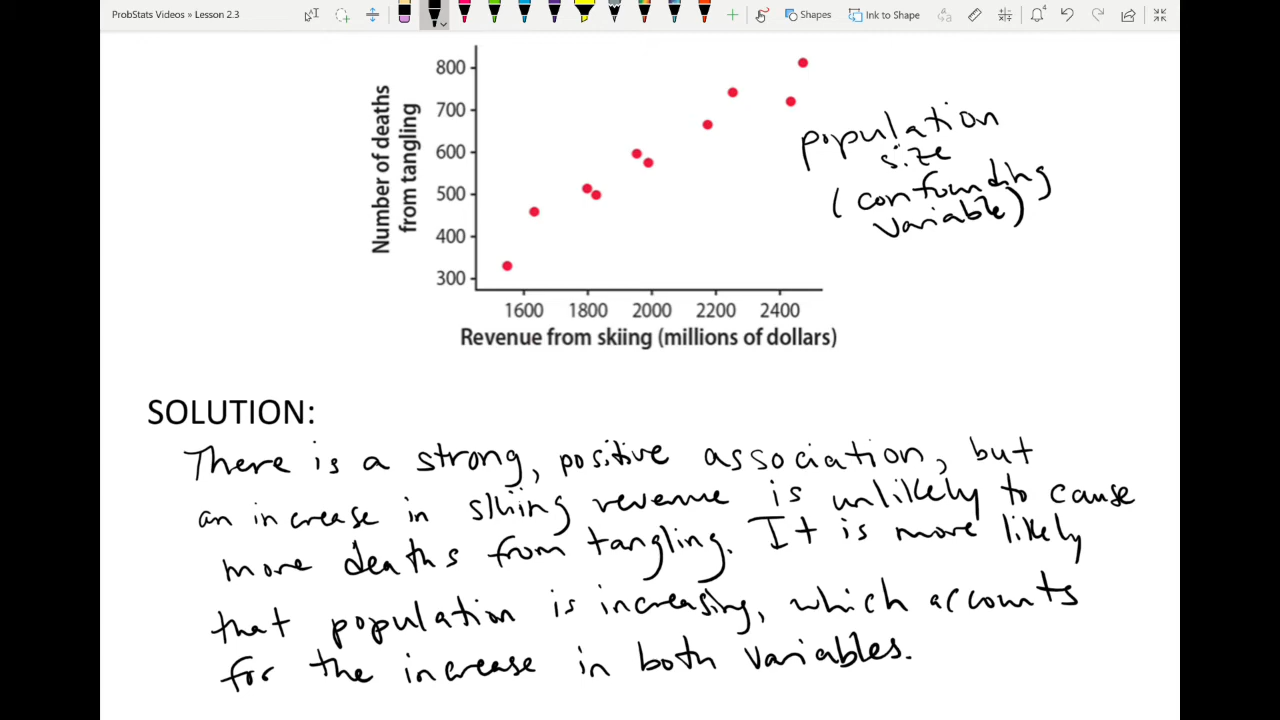 ProbStats Videos » Lesson 2.3
Shapes
Ink to Shape
800
700
600
500
400
300
Number of deaths
from tangling
1600 1800 2000 2200 2400
Revenue from skiing (millions of dollars)
population
size
(confounding
variable)
SOLUTION:
There is a strong, positive association, but
an increase in skiing revenue is unlikely to cause
more deaths from tangling. It is more likely
that population is increasing, which accounts
for the increase in both variables.